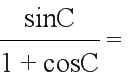 sinC
1 + cosC
=